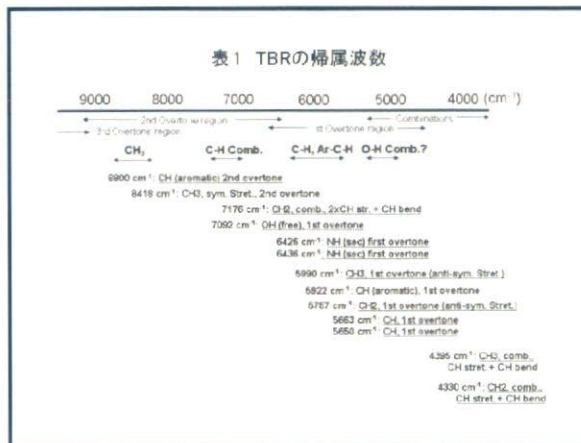 表1 TBRの帰属波数
9000 8000 7000 6000 5000 4000 (cm⁻¹)
2nd Overtone region Combinations
3rd Overtone region 1st Overtone region
CH₃ C-H Comb. C-H, Ar-C-H O-H Comb.?
8900 cm⁻¹: CH (aromatic) 2nd overtone
8418 cm⁻¹: CH3, sym. Stret., 2nd overtone
7176 cm⁻¹: CH2, comb., 2xCH str. + CH bend
7092 cm⁻¹: OH (free), 1st overtone
6426 cm⁻¹: NH (sec) first overtone
6436 cm⁻¹: NH (sec) first overtone
5990 cm⁻¹: CH3, 1st overtone (anti-sym. Stret.)
5922 cm⁻¹: CH (aromatic), 1st overtone
5787 cm⁻¹: CH2, 1st overtone (anti-sym. Stret.)
5663 cm⁻¹: CH, 1st overtone
5650 cm⁻¹: CH, 1st overtone
4395 cm⁻¹: CH3, comb.,
CH stret. + CH bend
4330 cm⁻¹: CH2, comb.,
CH stret. + CH bend